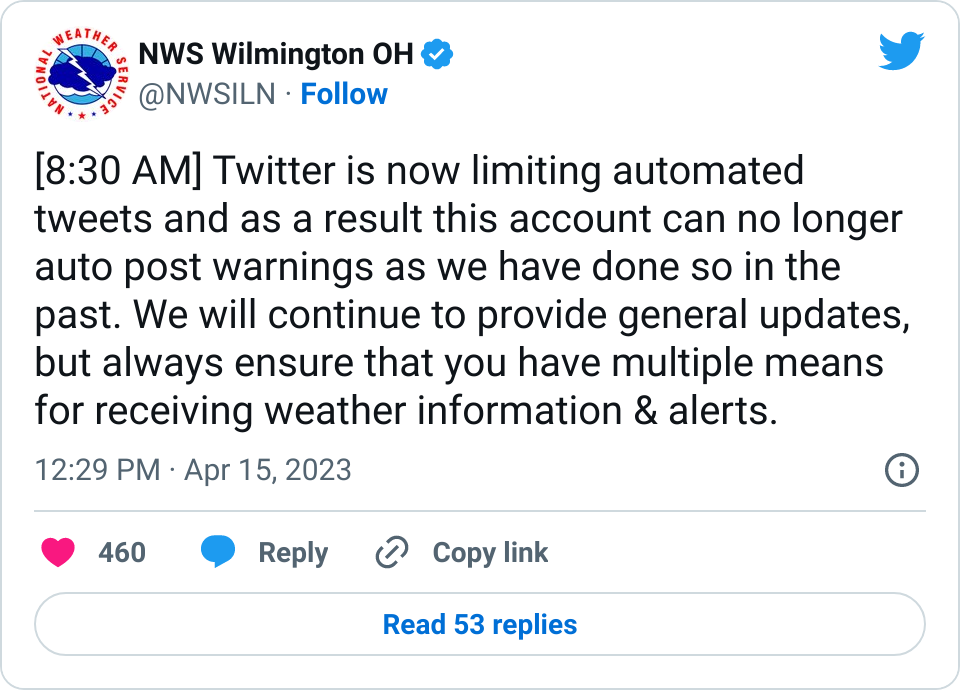 NATIONAL WEATHER SERVICE
NWS Wilmington OH
@NWSILN · Follow
[8:30 AM] Twitter is now limiting automated
tweets and as a result this account can no longer
auto post warnings as we have done so in the
past. We will continue to provide general updates,
but always ensure that you have multiple means
for receiving weather information & alerts.
12:29 PM · Apr 15, 2023
460 Reply Copy link
Read 53 replies